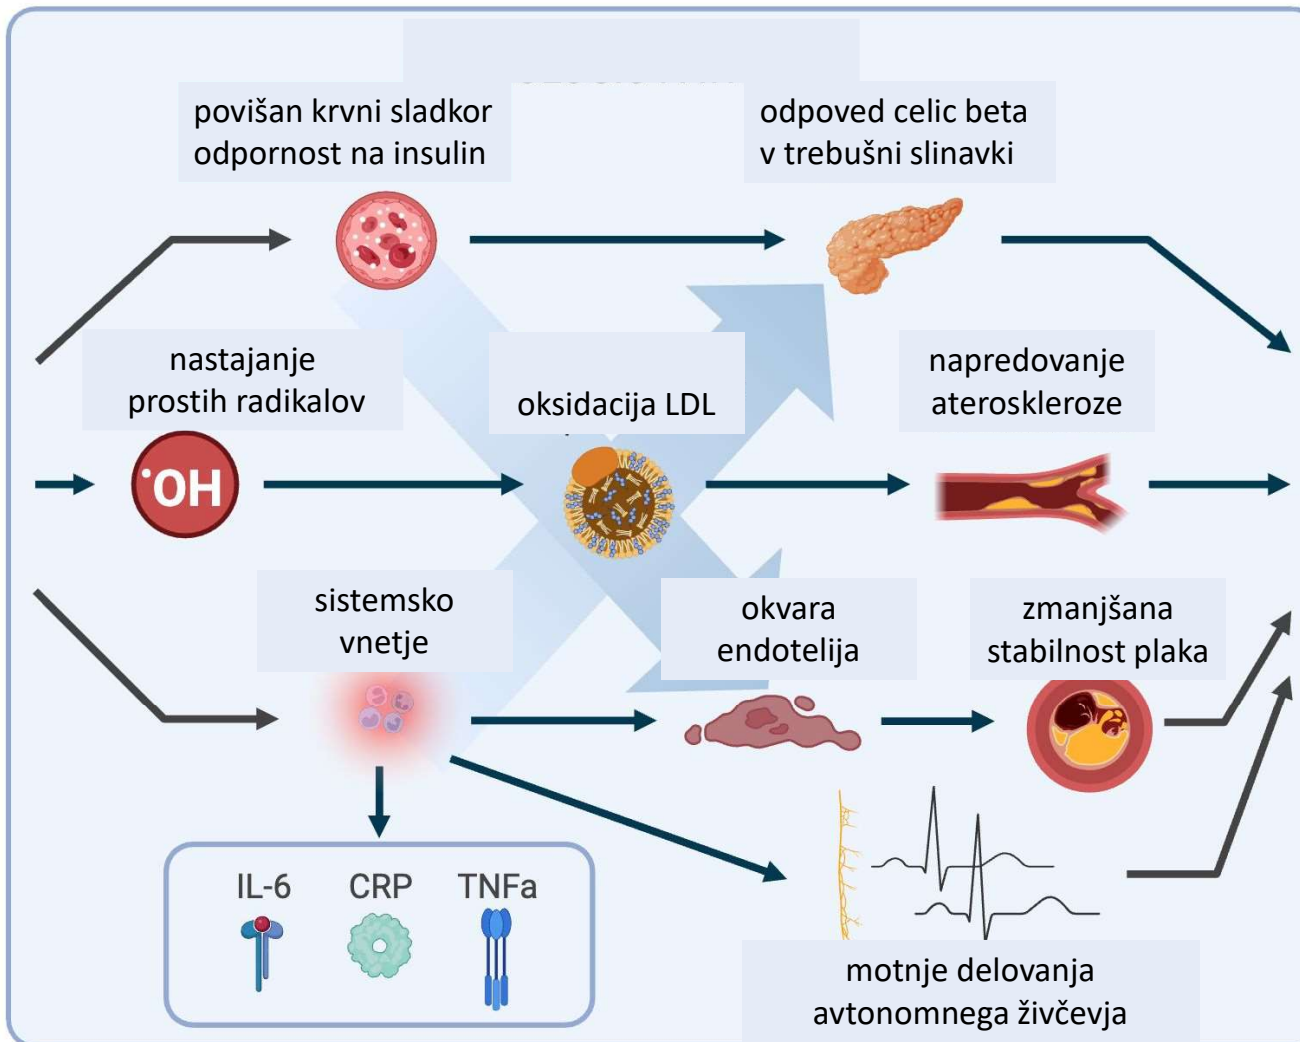 povišan krvni sladkor
odpornost na insulin
odpoved celic beta
v trebušni slinavki
nastajanje
prostih radikalov
oksidacija LDL
napredovanje
ateroskleroze
•OH
sistemsko
vnetje
okvara
endotelija
zmanjšana
stabilnost plaka
IL-6
CRP
TNFa
motnje delovanja
avtonomnega živčevja